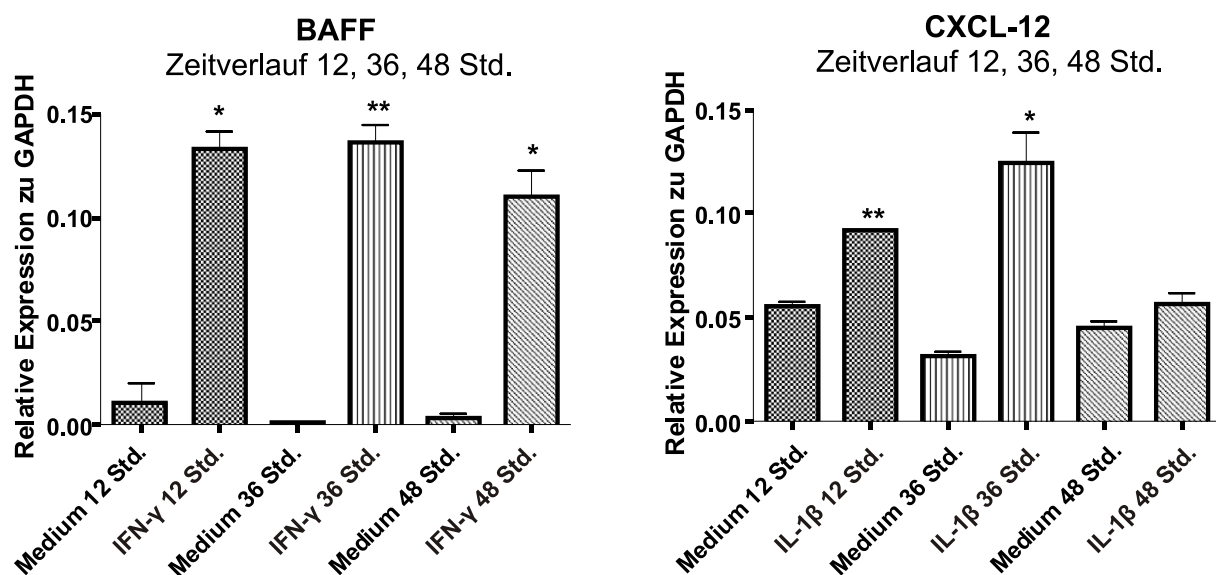 BAFF
Zeitverlauf 12, 36, 48 Std.
Relative Expression zu GAPDH
0.15
0.10
0.05
0.00
*
**
*
Medium 12 Std.
IFN-γ 12 Std.
Medium 36 Std.
IFN-γ 36 Std.
Medium 48 Std.
IFN-γ 48 Std.
CXCL-12
Zeitverlauf 12, 36, 48 Std.
Relative Expression zu GAPDH
0.15
0.10
0.05
0.00
**
*
Medium 12 Std.
IL-1β 12 Std.
Medium 36 Std.
IL-1β 36 Std.
Medium 48 Std.
IL-1β 48 Std.